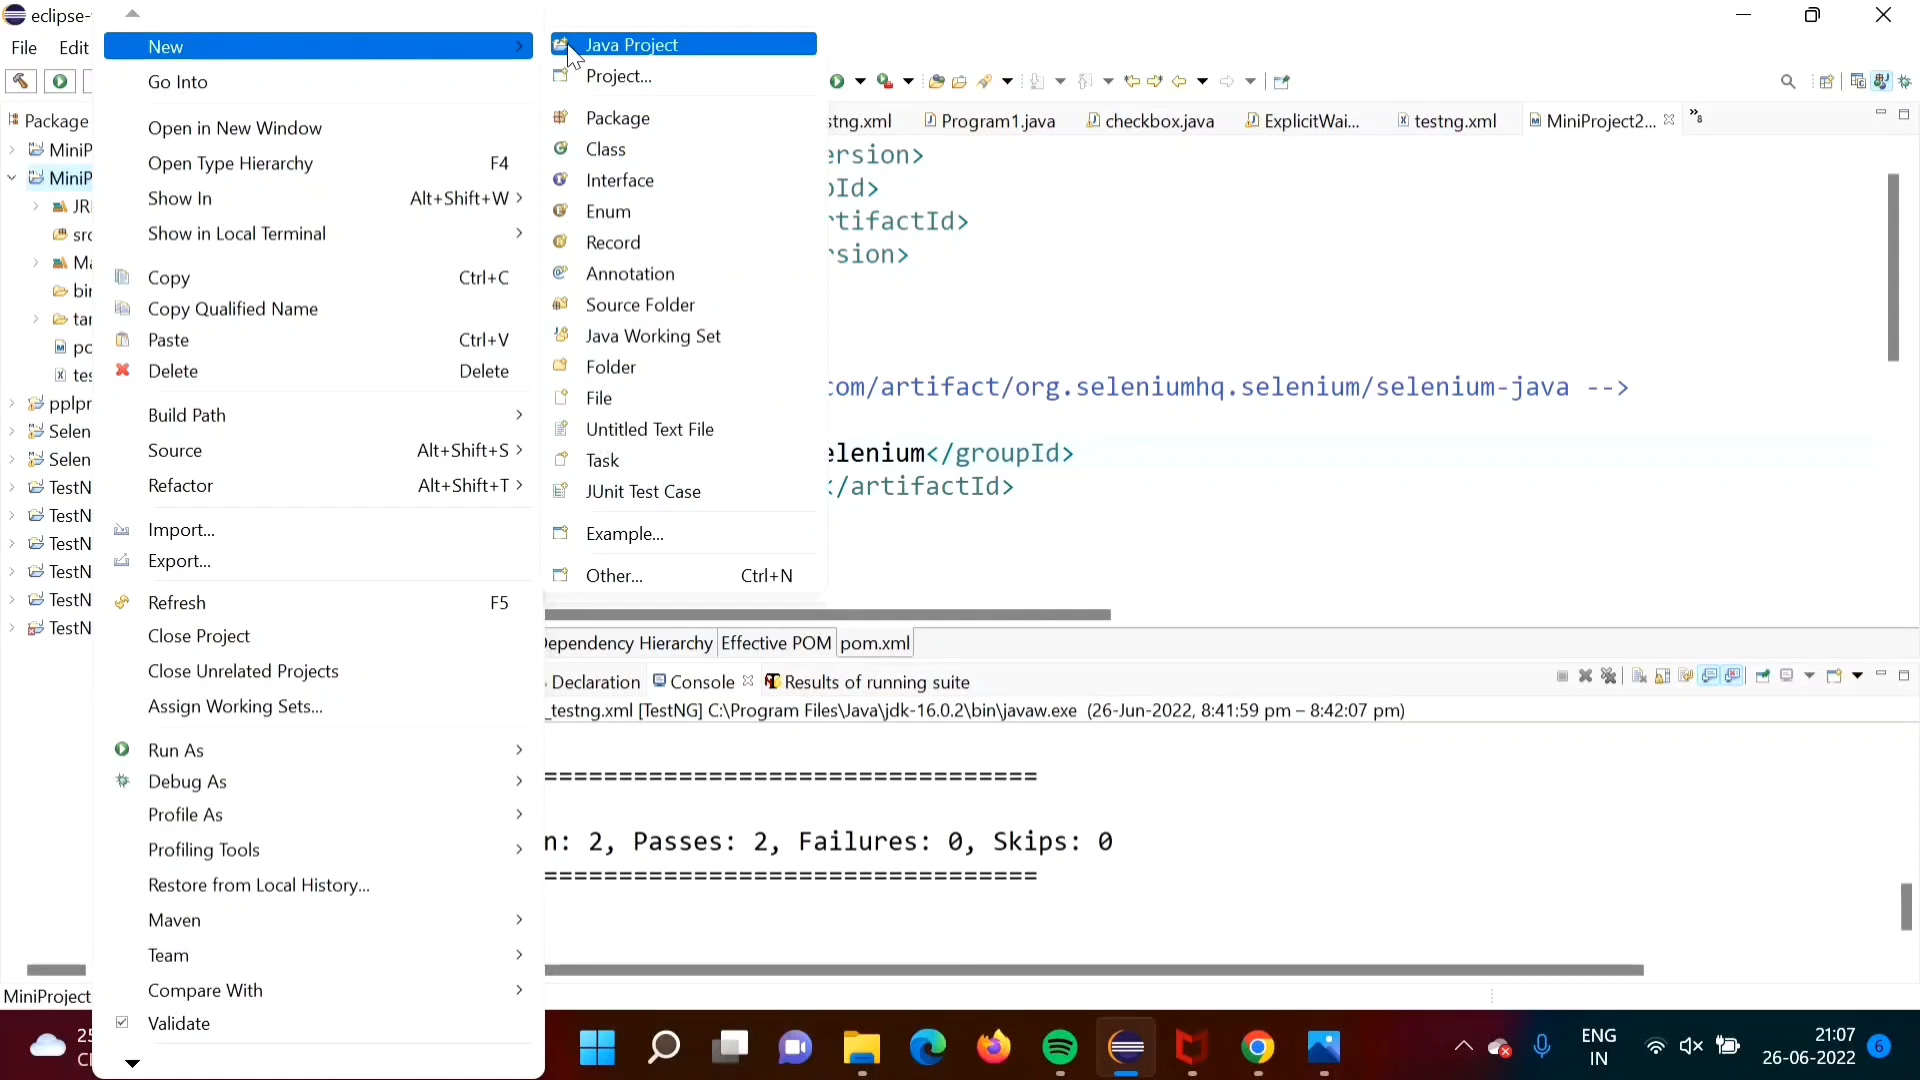 eclipse-
File Edit
Package
MiniP
MiniP
JRI
src
Ma
bir
tar
pc
tes
pplpr
Selen
Selen
TestN
TestN
TestN
TestN
TestN
TestN
MiniProject
New
Go Into
Open in New Window
Open Type Hierarchy F4
Show In Alt+Shift+W
Show in Local Terminal
Copy Ctrl+C
Copy Qualified Name
Paste Ctrl+V
Delete Delete
Build Path
Source Alt+Shift+S
Refactor Alt+Shift+T
Import...
Export...
Refresh F5
Close Project
Close Unrelated Projects
Assign Working Sets...
Run As
Debug As
Profile As
Profiling Tools
Restore from Local History...
Maven
Team
Compare With
Validate
Java Project
Project...
Package
Class
Interface
Enum
Record
Annotation
Source Folder
Java Working Set
Folder
File
Untitled Text File
Task
JUnit Test Case
Example...
Other... Ctrl+N
stng.xml Program1.java checkbox.java ExplicitWai... testng.xml MiniProject2... »8
ersion>
pId>
rtifactId>
rsion>
com/artifact/org.seleniumhq.selenium/selenium-java -->
elenium</groupId>
</artifactId>
Dependency Hierarchy Effective POM pom.xml
Declaration Console Results of running suite
_testng.xml [TestNG] C:\Program Files\Java\jdk-16.0.2\bin\javaw.exe (26-Jun-2022, 8:41:59 pm – 8:42:07 pm)
==================================
n: 2, Passes: 2, Failures: 0, Skips: 0
==================================
ENG
IN
21:07
26-06-2022
6